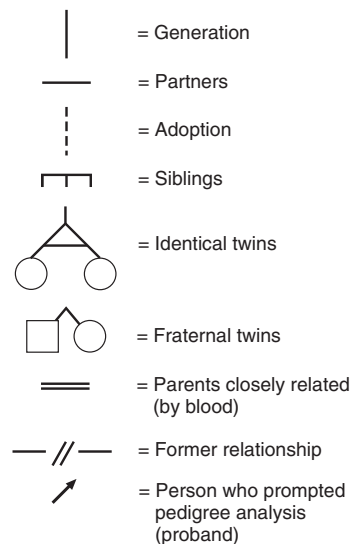 = Generation
= Partners
= Adoption
= Siblings
= Identical twins
= Fraternal twins
= Parents closely related
(by blood)
= Former relationship
= Person who prompted
pedigree analysis
(proband)